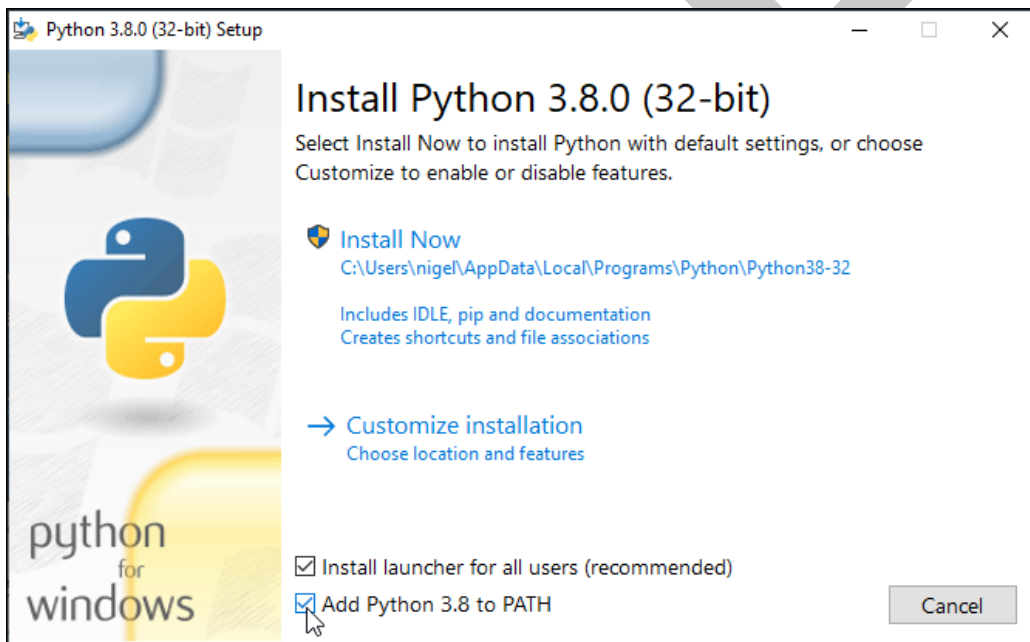 Python 3.8.0 (32-bit) Setup
Install Python 3.8.0 (32-bit)
Select Install Now to install Python with default settings, or choose
Customize to enable or disable features.
Install Now
C:\Users\nigel\AppData\Local\Programs\Python\Python38-32
Includes IDLE, pip and documentation
Creates shortcuts and file associations
Customize installation
Choose location and features
python
for
windows
Install launcher for all users (recommended)
Add Python 3.8 to PATH
Cancel